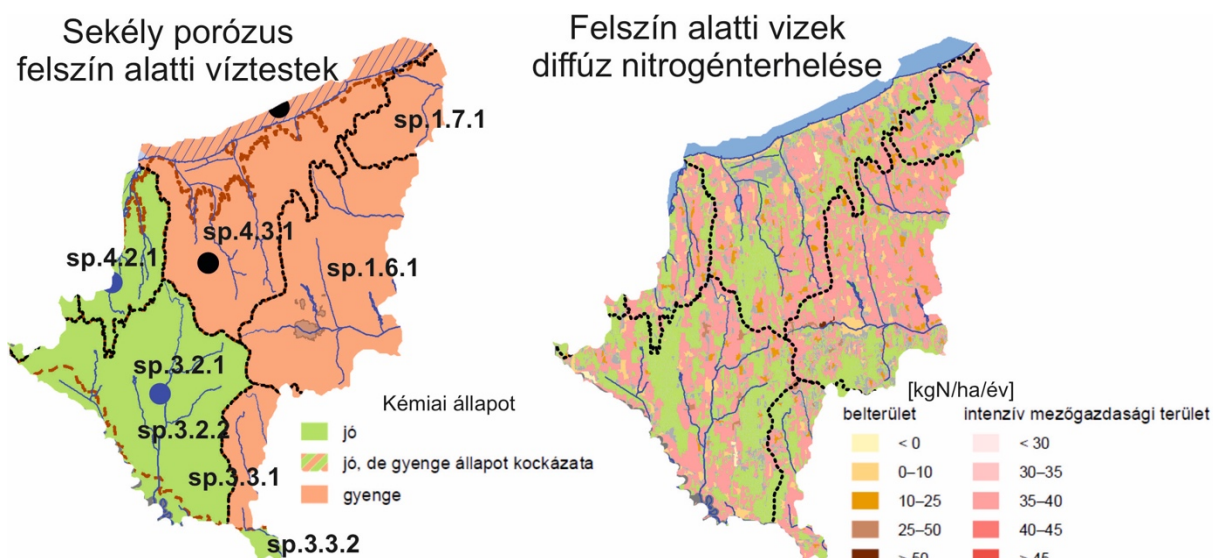 Sekély porózus
felszín alatti víztestek
Felszín alatti vizek
diffúz nitrogénterhelése
sp.1.7.1
sp.4.3.1
sp.4.2.1
sp.1.6.1
sp.3.2.1
sp.3.2.2
sp.3.3.1
sp.3.3.2
Kémiai állapot
jó
jó, de gyenge állapot kockázata
gyenge
[kgN/ha/év]
belterület intenzív mezőgazdasági terület
< 0 < 30
0–10 30–35
10–25 35–40
25–50 40–45
> 50 > 45